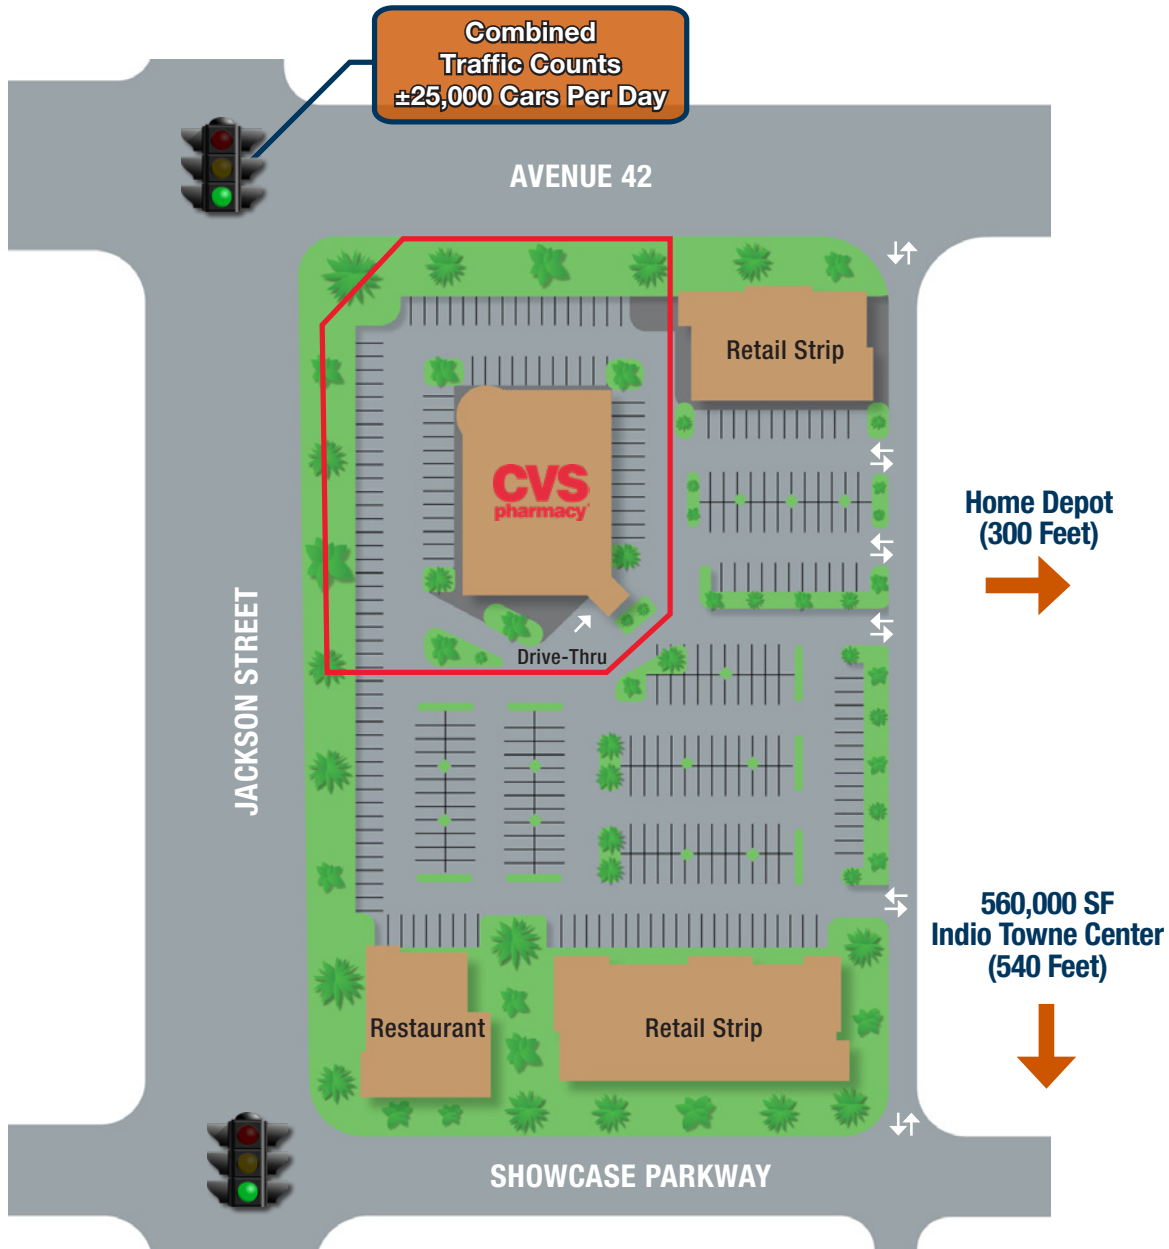 Combined
Traffic Counts
±25,000 Cars Per Day
AVENUE 42
Retail Strip
CVS
pharmacy
Home Depot
(300 Feet)
Drive-Thru
JACKSON STREET
560,000 SF
Indio Towne Center
(540 Feet)
Restaurant
Retail Strip
SHOWCASE PARKWAY